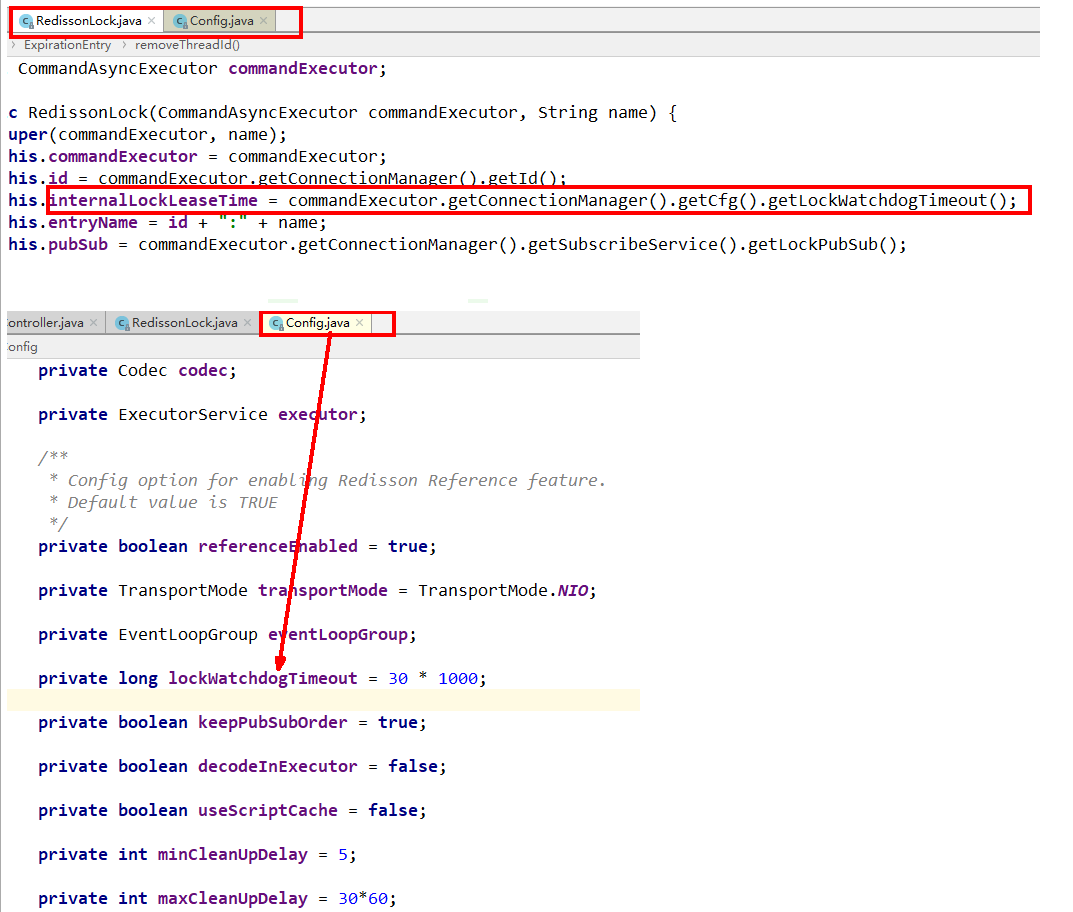 RedissonLock.java × Config.java ×
› ExpirationEntry › removeThreadId()
CommandAsyncExecutor commandExecutor;
c RedissonLock(CommandAsyncExecutor commandExecutor, String name) {
uper(commandExecutor, name);
his.commandExecutor = commandExecutor;
his.id = commandExecutor.getConnectionManager().getId();
his.internalLockLeaseTime = commandExecutor.getConnectionManager().getCfg().getLockWatchdogTimeout();
his.entryName = id + ":" + name;
his.pubSub = commandExecutor.getConnectionManager().getSubscribeService().getLockPubSub();
ontroller.java × RedissonLock.java × Config.java ×
onfig
private Codec codec;
private ExecutorService executor;
/**
* Config option for enabling Redisson Reference feature.
* Default value is TRUE
*/
private boolean referenceEnabled = true;
private TransportMode transportMode = TransportMode.NIO;
private EventLoopGroup eventLoopGroup;
private long lockWatchdogTimeout = 30 * 1000;
private boolean keepPubSubOrder = true;
private boolean decodeInExecutor = false;
private boolean useScriptCache = false;
private int minCleanUpDelay = 5;
private int maxCleanUpDelay = 30*60;